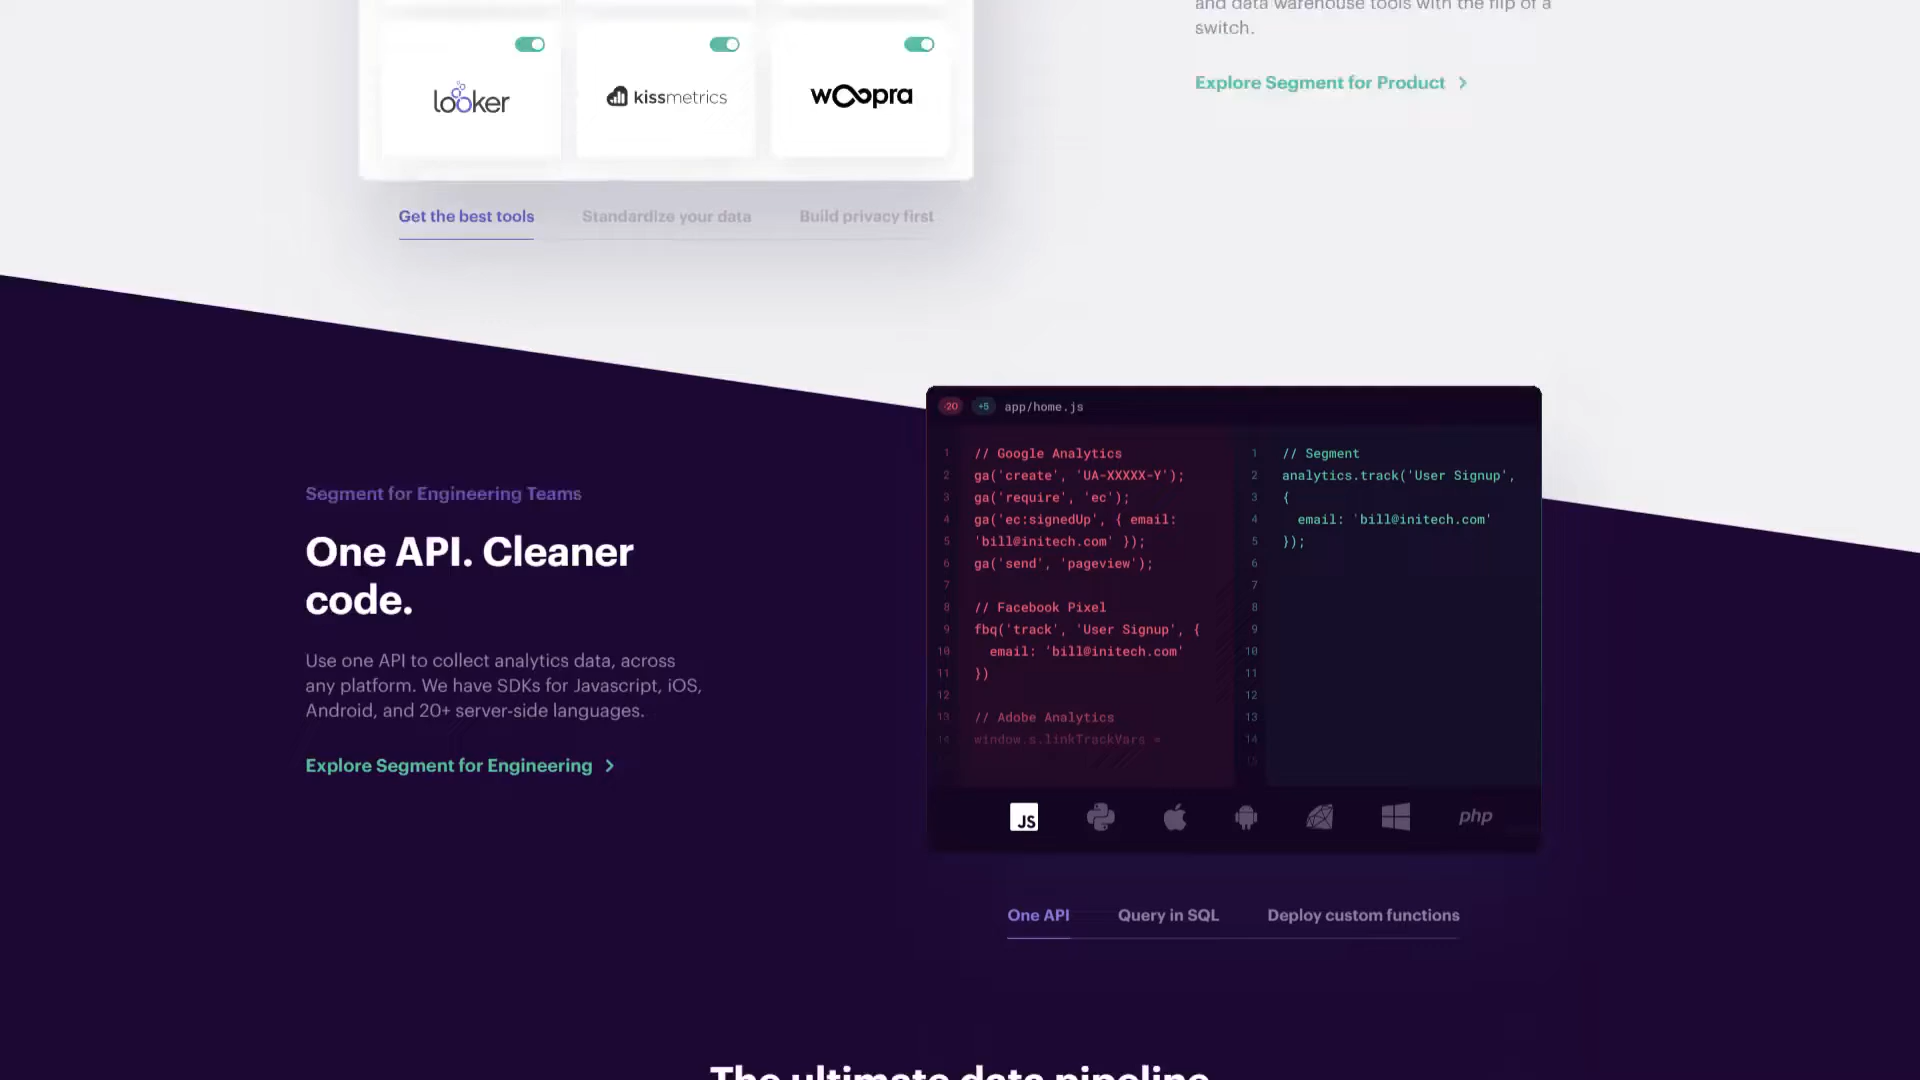 and data warehouse tools with the flip of a
switch.
Explore Segment for Product
looker
kissmetrics
woopra
Get the best tools
Standardize your data
Build privacy first
Segment for Engineering Teams
One API. Cleaner
code.
Use one API to collect analytics data, across
any platform. We have SDKs for Javascript, iOS,
Android, and 20+ server-side languages.
Explore Segment for Engineering
-20 +5 app/home.js
1 // Google Analytics
2 ga('create', 'UA-XXXXX-Y');
3 ga('require', 'ec');
4 ga('ec:signedUp', { email:
5 'bill@initech.com' });
6 ga('send', 'pageview');
7
8 // Facebook Pixel
9 fbq('track', 'User Signup', {
10 email: 'bill@initech.com'
11 })
12
13 // Adobe Analytics
14 window.s.linkTrackVars =
1 // Segment
2 analytics.track('User Signup',
3 {
4 email: 'bill@initech.com'
5 });
6
7
8
9
10
11
12
13
14
15
JS
php
One API
Query in SQL
Deploy custom functions
The ultimate data pipeline